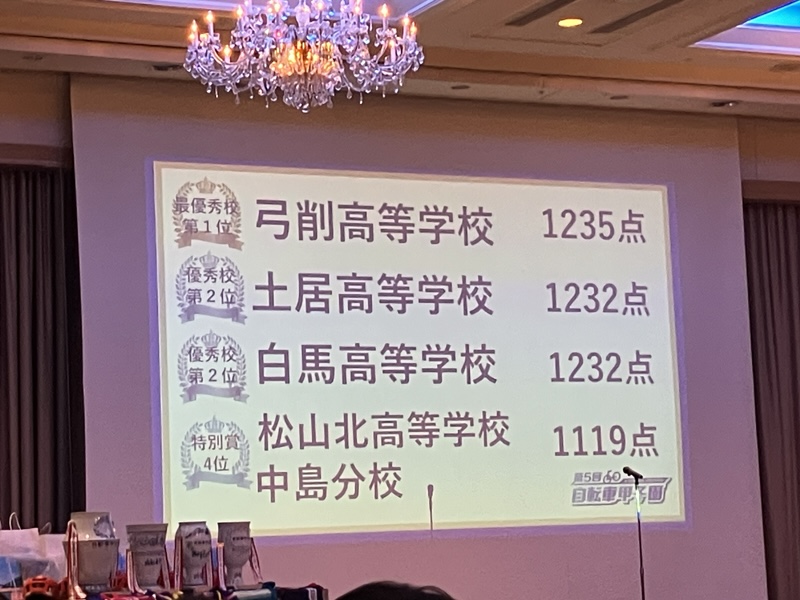 最優秀校
第1位
弓削高等学校 1235点
優秀校
第2位
土居高等学校 1232点
優秀校
第2位
白馬高等学校 1232点
特別賞
4位
松山北高等学校
中島分校
1119点
第5回
自転車甲子園